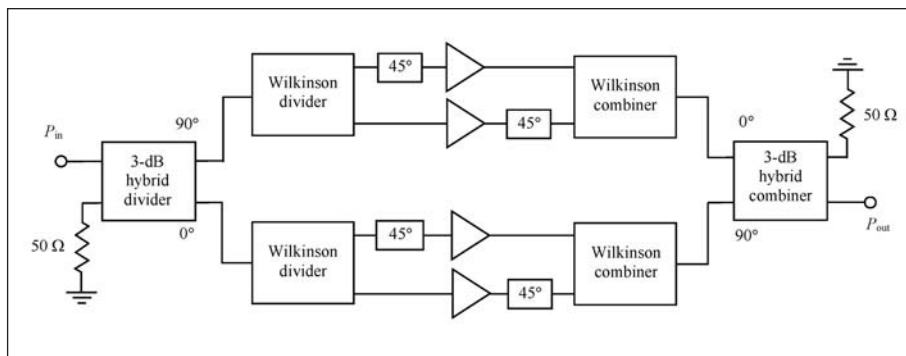 45°
Wilkinson
divider
Wilkinson
combiner
45°
50 Ω
90°
0°
P_in
3-dB
hybrid
divider
3-dB
hybrid
combiner
50 Ω
0°
90°
P_out
45°
Wilkinson
divider
Wilkinson
combiner
45°